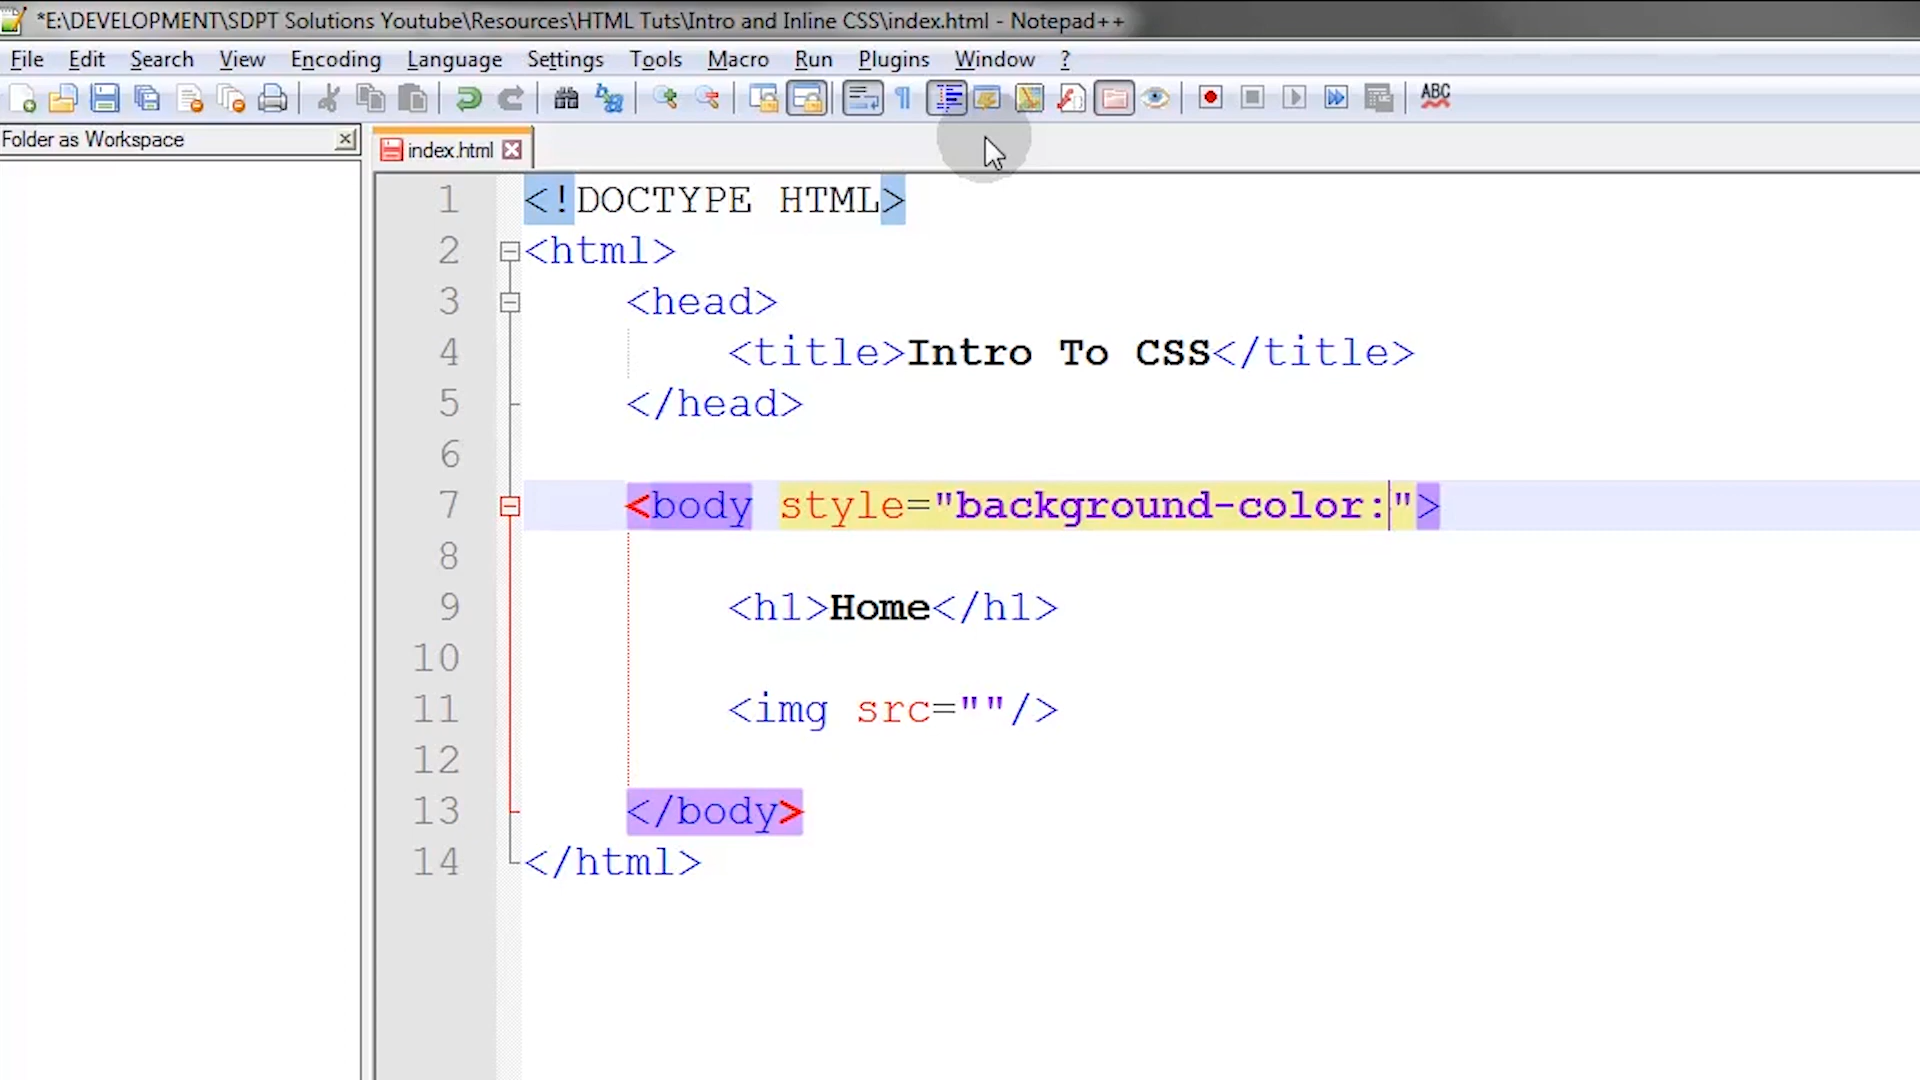 *E:\DEVELOPMENT\SDPT Solutions Youtube\Resources\HTML Tuts\Intro and Inline CSS\index.html - Notepad++
File Edit Search View Encoding Language Settings Tools Macro Run Plugins Window ?
ABC
Folder as Workspace
index.html
1 <!DOCTYPE HTML>
2 <html>
3 <head>
4 <title>Intro To CSS</title>
5 </head>
6
7 <body style="background-color:">
8
9 <h1>Home</h1>
10
11 <img src=""/>
12
13 </body>
14 </html>